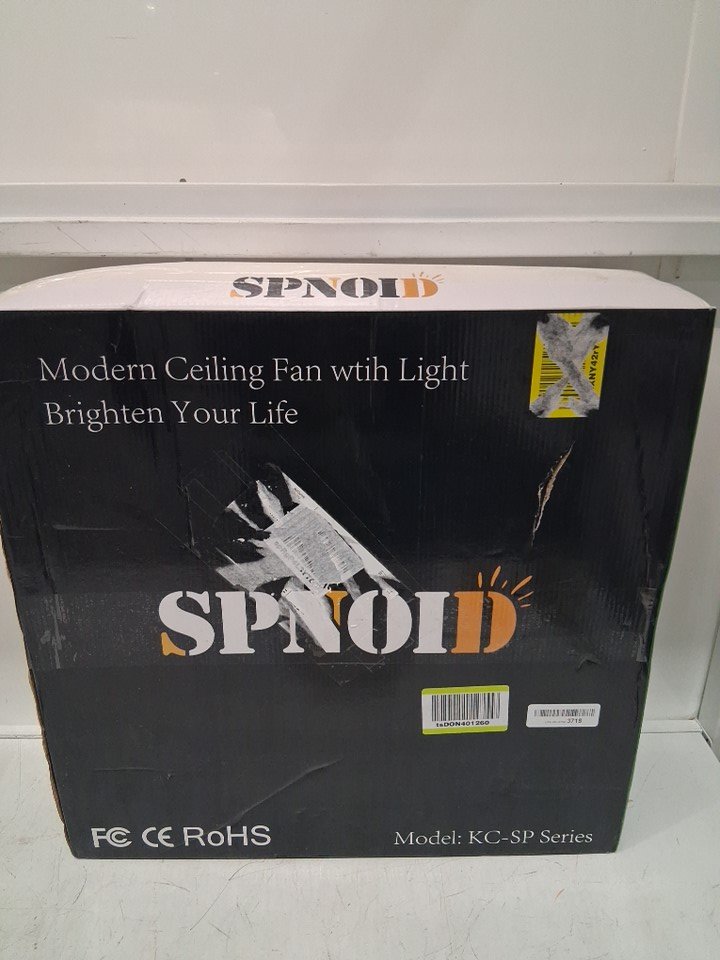 SPNOID
Modern Ceiling Fan wtih Light
Brighten Your Life
SPNOID
tsDON401260
3715
FC CE RoHS
Model: KC-SP Series